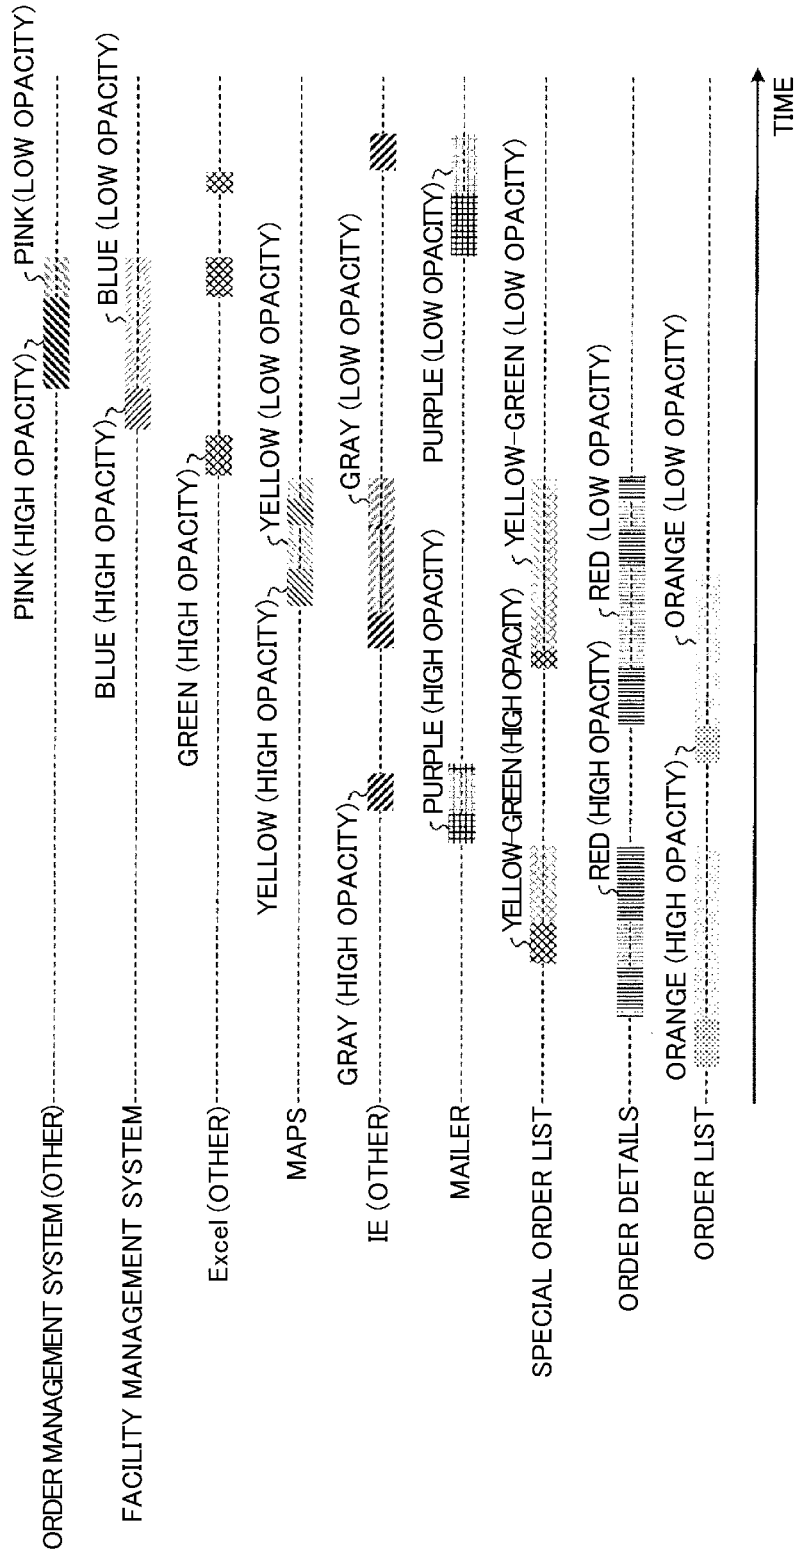 ORDER MANAGEMENT SYSTEM (OTHER)
PINK (HIGH OPACITY)
PINK (LOW OPACITY)
FACILITY MANAGEMENT SYSTEM
BLUE (HIGH OPACITY)
BLUE (LOW OPACITY)
Excel (OTHER)
GREEN (HIGH OPACITY)
MAPS
YELLOW (HIGH OPACITY)
YELLOW (LOW OPACITY)
IE (OTHER)
GRAY (HIGH OPACITY)
GRAY (LOW OPACITY)
MAILER
PURPLE (HIGH OPACITY)
PURPLE (LOW OPACITY)
SPECIAL ORDER LIST
YELLOW-GREEN (HIGH OPACITY)
YELLOW-GREEN (LOW OPACITY)
ORDER DETAILS
RED (HIGH OPACITY)
RED (LOW OPACITY)
ORDER LIST
ORANGE (HIGH OPACITY)
ORANGE (LOW OPACITY)
TIME